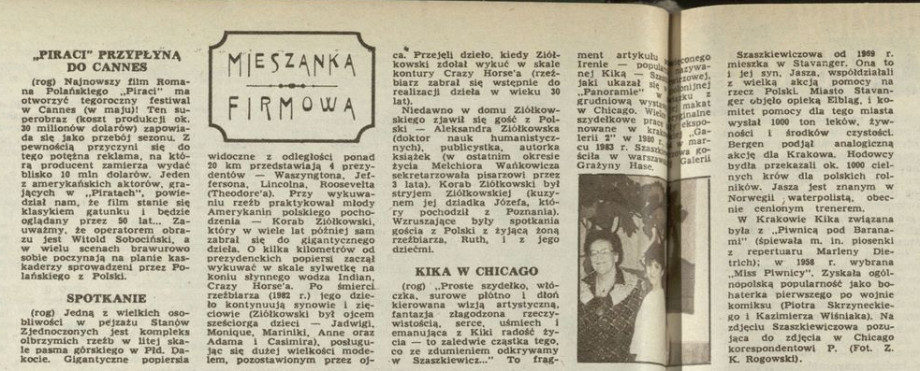 „PIRACI” PRZYPŁYNĄ
DO CANNES
(rog) Najnowszy film Roma-
na Polańskiego „Piraci” ma
otworzyć tegoroczny festiwal
w Cannes (w maju)! Ten su-
perobraz (koszt produkcji ok.
30 milionów dolarów) zapowia-
da się jako przebój sezonu. Z
pewnością przyczyni się do
tego potężna reklama, na któ-
rą producent zamierza wydać
blisko 10 mln dolarów. Jeden
z amerykańskich aktorów, gra-
jących w „Piratach”, powie-
dział nam, że film stanie się
klasykiem gatunku i będzie
oglądany przez 50 lat... Za-
uważmy, że operatorem obra-
zu jest Witold Sobociński, a
w wielu scenach brawurowo
sobie poczynają na planie kas-
kaderzy sprowadzeni przez Po-
lańskiego z Polski.
SPOTKANIE
(rog) Jedną z wielkich oso-
bliwości w pejzażu Stanów
Zjednoczonych jest kompleks
olbrzymich rzeźb w litej ska-
le pasma górskiego w Płd. Da-
kocie. Gigantyczne popiersia
MIESZANKA
FIRMOWA
widoczne z odległości ponad
20 km przedstawiają 4 prezy-
dentów — Waszyngtona, Jef-
fersona, Lincolna, Roosevelta
(Theodore'a). Przy wykuwa-
niu rzeźb praktykował młody
Amerykanin polskiego pocho-
dzenia — Korab Ziółkowski,
który w wiele lat później sam
zabrał się do gigantycznego
dzieła. O kilka kilometrów od
prezydenckich popiersi zaczął
wykuwać w skale sylwetkę na
koniu słynnego wodza Indian,
Crazy Horse'a. Po śmierci
rzeźbiarza (1982 r.) jego dzie-
ło kontynuują synowie i zię-
ciowie (Ziółkowski był ojcem
sześciorga dzieci — Jadwigi,
Monique, Mariniki, Anne oraz
Adama i Casimira), posługu-
jąc się dużej wielkości mode-
lem, pozostawionym przez oj-
ca. Przejęli dzieło, kiedy Ziół-
kowski zdołał wykuć w skale
kontury Crazy Horse'a (rzeź-
biarz zabrał się wstępnie do
realizacji dzieła w wieku 30
lat).
Niedawno w domu Ziółkow-
skiego zjawił się gość z Pol-
ski — Aleksandra Ziółkowska
(doktor nauk humanistycz-
nych), publicystka, autorka
książek (w ostatnim okresie
życia Melchiora Wańkowicza
sekretarzowała pisarzowi przez
3 lata). Korab Ziółkowski był
stryjem Ziółkowskiej (kuzy-
nem jej dziadka Józefa, któ-
ry pochodził z Poznania).
Wzruszające były spotkania
gościa z Polski z żyjącą żoną
rzeźbiarza, Ruth, i z jego
dziećmi.
KIKA W CHICAGO
(rog) „Proste szydełko, włó-
czka, surowe płótno i dłoń
kierowana wizją artystyczną,
fantazja złagodzona rzeczy-
wistością, serce, uśmiech i
emanująca z Kiki radość ży-
cia — to zaledwie cząstka tego,
co ze zdumieniem odkrywamy
w Szaszkiewicz...” To frag-
ment artykułu
Irenie —
nej Kiką —
jaki ukazał się
„Panoramie”
grudniową
w Chicago.
szydełkowe
nowane w
erii 2” w
cu 1983 r.
ściła w
Grażyny Hase.
Szaszkiewiczowa od 1969 r.
mieszka w Stavanger. Ona to
i jej syn, Jasza, współdziałali
z wielką akcją pomocy na
rzecz Polski. Miasto Stavan-
ger objęło opieką Elbląg, i ko-
mitet pomocy dla tego miasta
wysłał 1000 ton leków, żyw-
ności i środków czystości.
Bergen podjął analogiczną
akcję dla Krakowa. Hodowcy
bydła przekazali ok. 1000 ciel-
nych krów dla polskich rol-
ników. Jasza jest znanym w
Norwegii waterpolistą, obec-
nie cenionym trenerem.
W Krakowie Kika związana
była z „Piwnicą pod Barana-
mi” (śpiewała m. in. piosenki
z repertuaru Marleny Die-
trich); w 1958 r. wybrana
„Miss Piwnicy”. Zyskała ogól-
nopolską popularność jako bo-
haterka pierwszego po wojnie
komiksu (Piotra Skrzyneckie-
go i Kazimierza Wiśniaka). Na
zdjęciu Szaszkiewiczowa pozu-
jąca do zdjęcia w Chicago
korespondentowi P. (Fot. Z.
K. Rogowski).